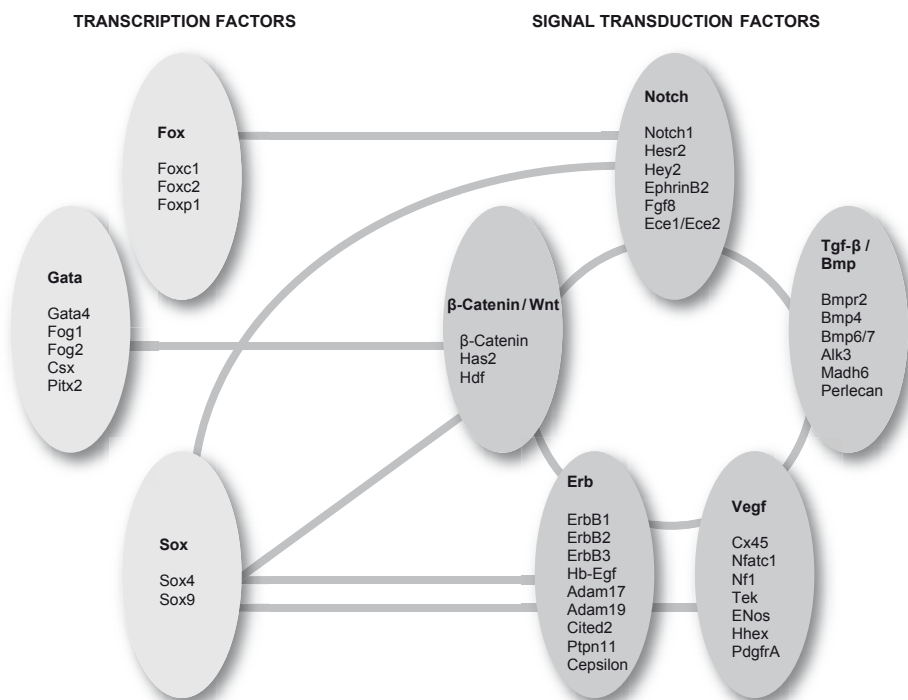 TRANSCRIPTION FACTORS
SIGNAL TRANSDUCTION FACTORS
Fox
Foxc1
Foxc2
Foxp1
Gata
Gata4
Fog1
Fog2
Csx
Pitx2
Sox
Sox4
Sox9
Notch
Notch1
Hesr2
Hey2
EphrinB2
Fgf8
Ece1/Ece2
β-Catenin / Wnt
β-Catenin
Has2
Hdf
Tgf-β /
Bmp
Bmpr2
Bmp4
Bmp6/7
Alk3
Madh6
Perlecan
Erb
ErbB1
ErbB2
ErbB3
Hb-Egf
Adam17
Adam19
Cited2
Ptpn11
Cepsilon
Vegf
Cx45
Nfatc1
Nf1
Tek
ENos
Hhex
PdgfrA